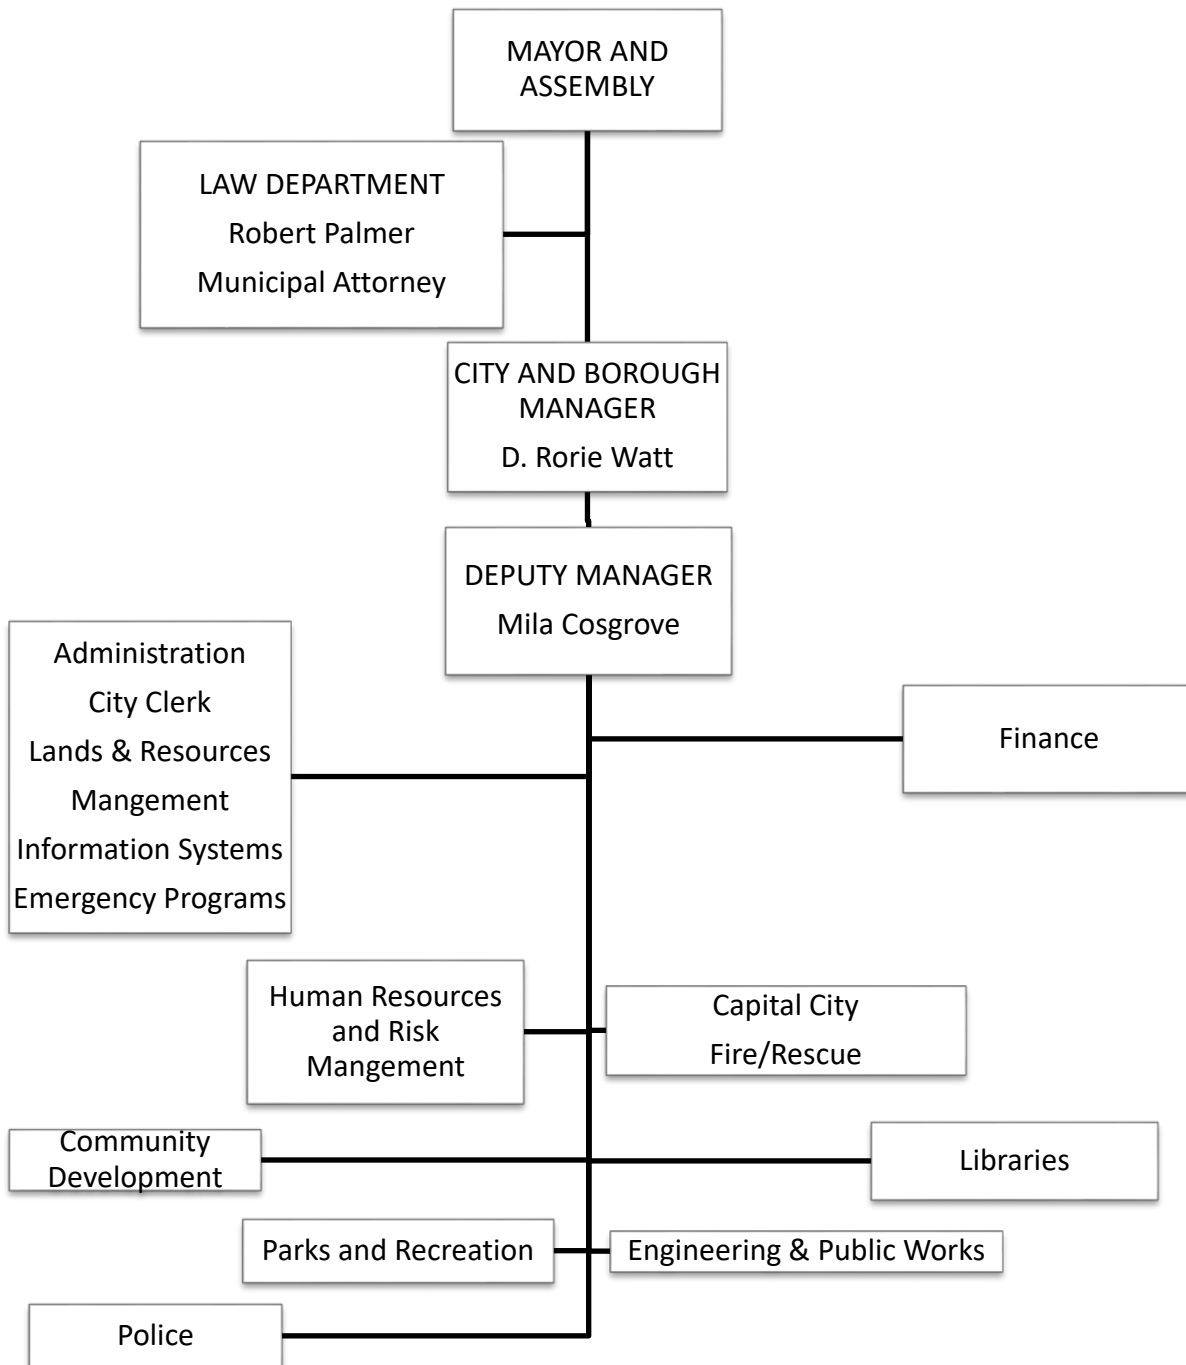 MAYOR AND
ASSEMBLY
LAW DEPARTMENT
Robert Palmer
Municipal Attorney
CITY AND BOROUGH
MANAGER
D. Rorie Watt
DEPUTY MANAGER
Mila Cosgrove
Administration
City Clerk
Lands & Resources
Mangement
Information Systems
Emergency Programs
Finance
Human Resources
and Risk
Mangement
Capital City
Fire/Rescue
Community
Development
Libraries
Parks and Recreation
Engineering & Public Works
Police